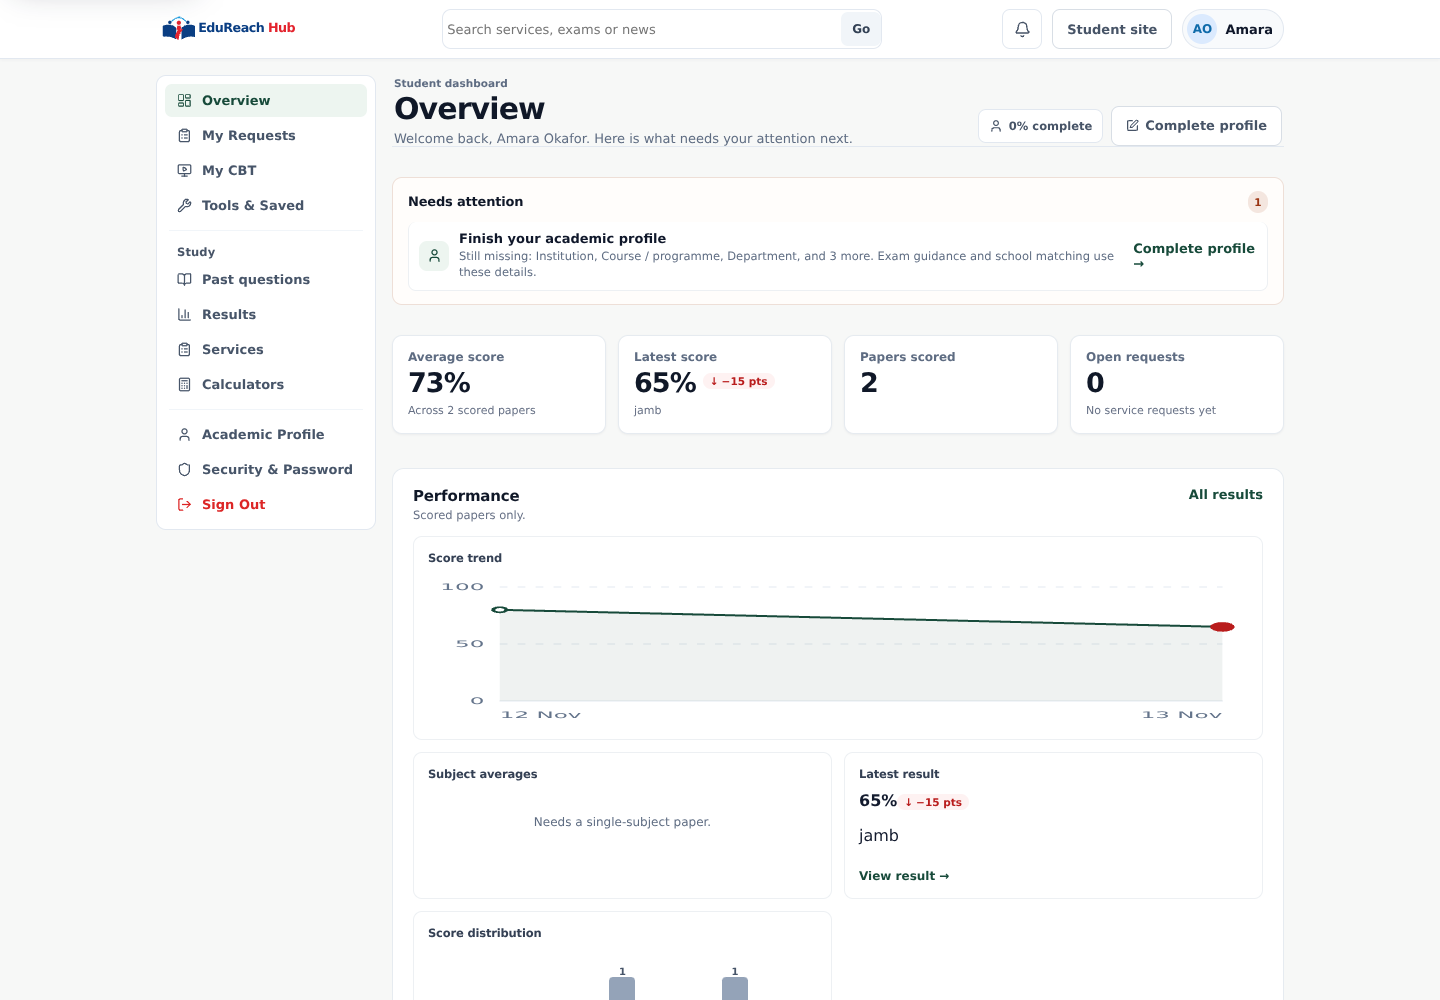 EduReach Hub
Search services, exams or news
Go
Student site
AO
Amara
Overview
My Requests
My CBT
Tools & Saved
Study
Past questions
Results
Services
Calculators
Academic Profile
Security & Password
Sign Out
Student dashboard
Overview
Welcome back, Amara Okafor. Here is what needs your attention next.
0% complete
Complete profile
Needs attention
1
Finish your academic profile
Still missing: Institution, Course / programme, Department, and 3 more. Exam guidance and school matching use
these details.
Complete profile
→
Average score
73%
Across 2 scored papers
Latest score
65% ↓ −15 pts
jamb
Papers scored
2
Open requests
0
No service requests yet
Performance
Scored papers only.
All results
Score trend
100
50
0
12 Nov
13 Nov
Subject averages
Needs a single-subject paper.
Latest result
65% ↓ −15 pts
jamb
View result →
Score distribution
1
1